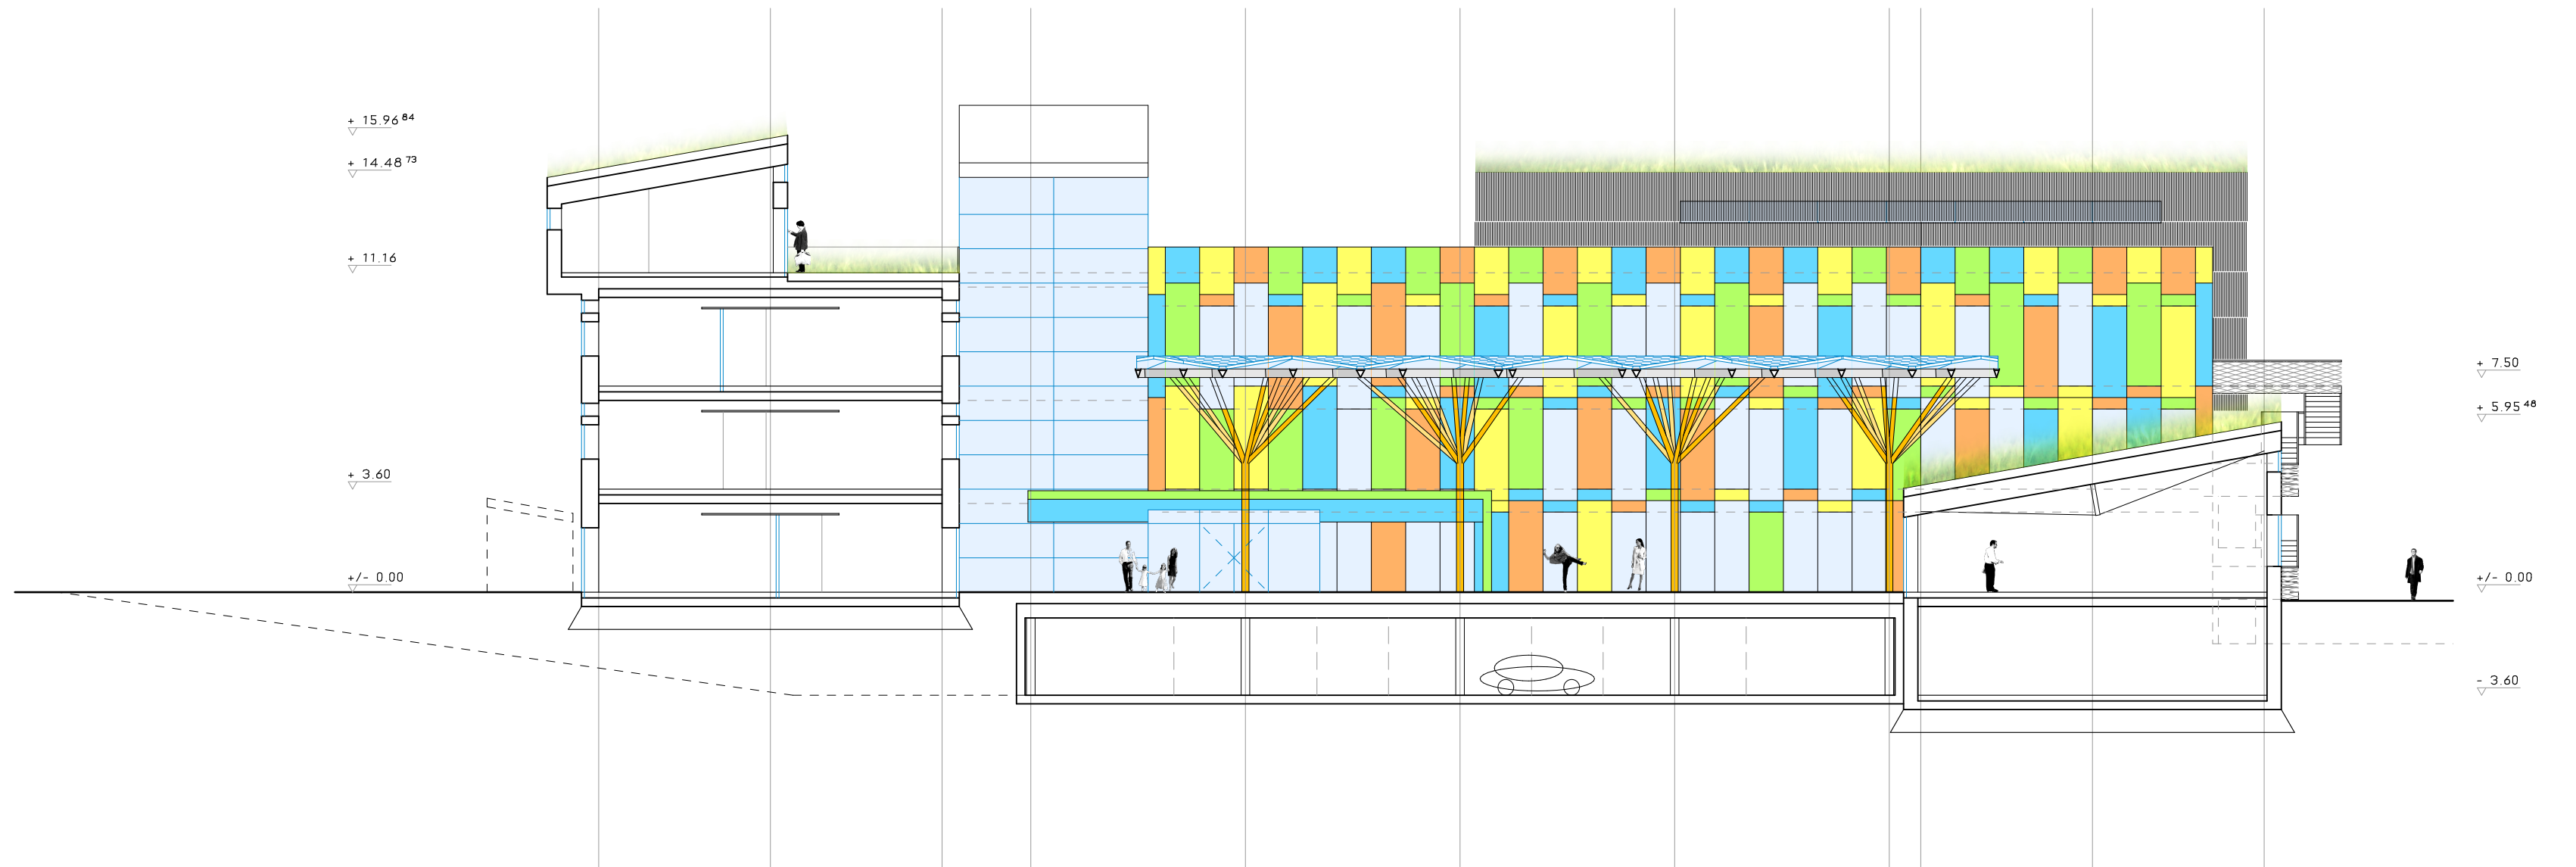 + 15.96 84
+ 14.48 73
+ 11.16
+ 3.60
+/- 0.00
+ 7.50
+ 5.95 48
+/- 0.00
- 3.60